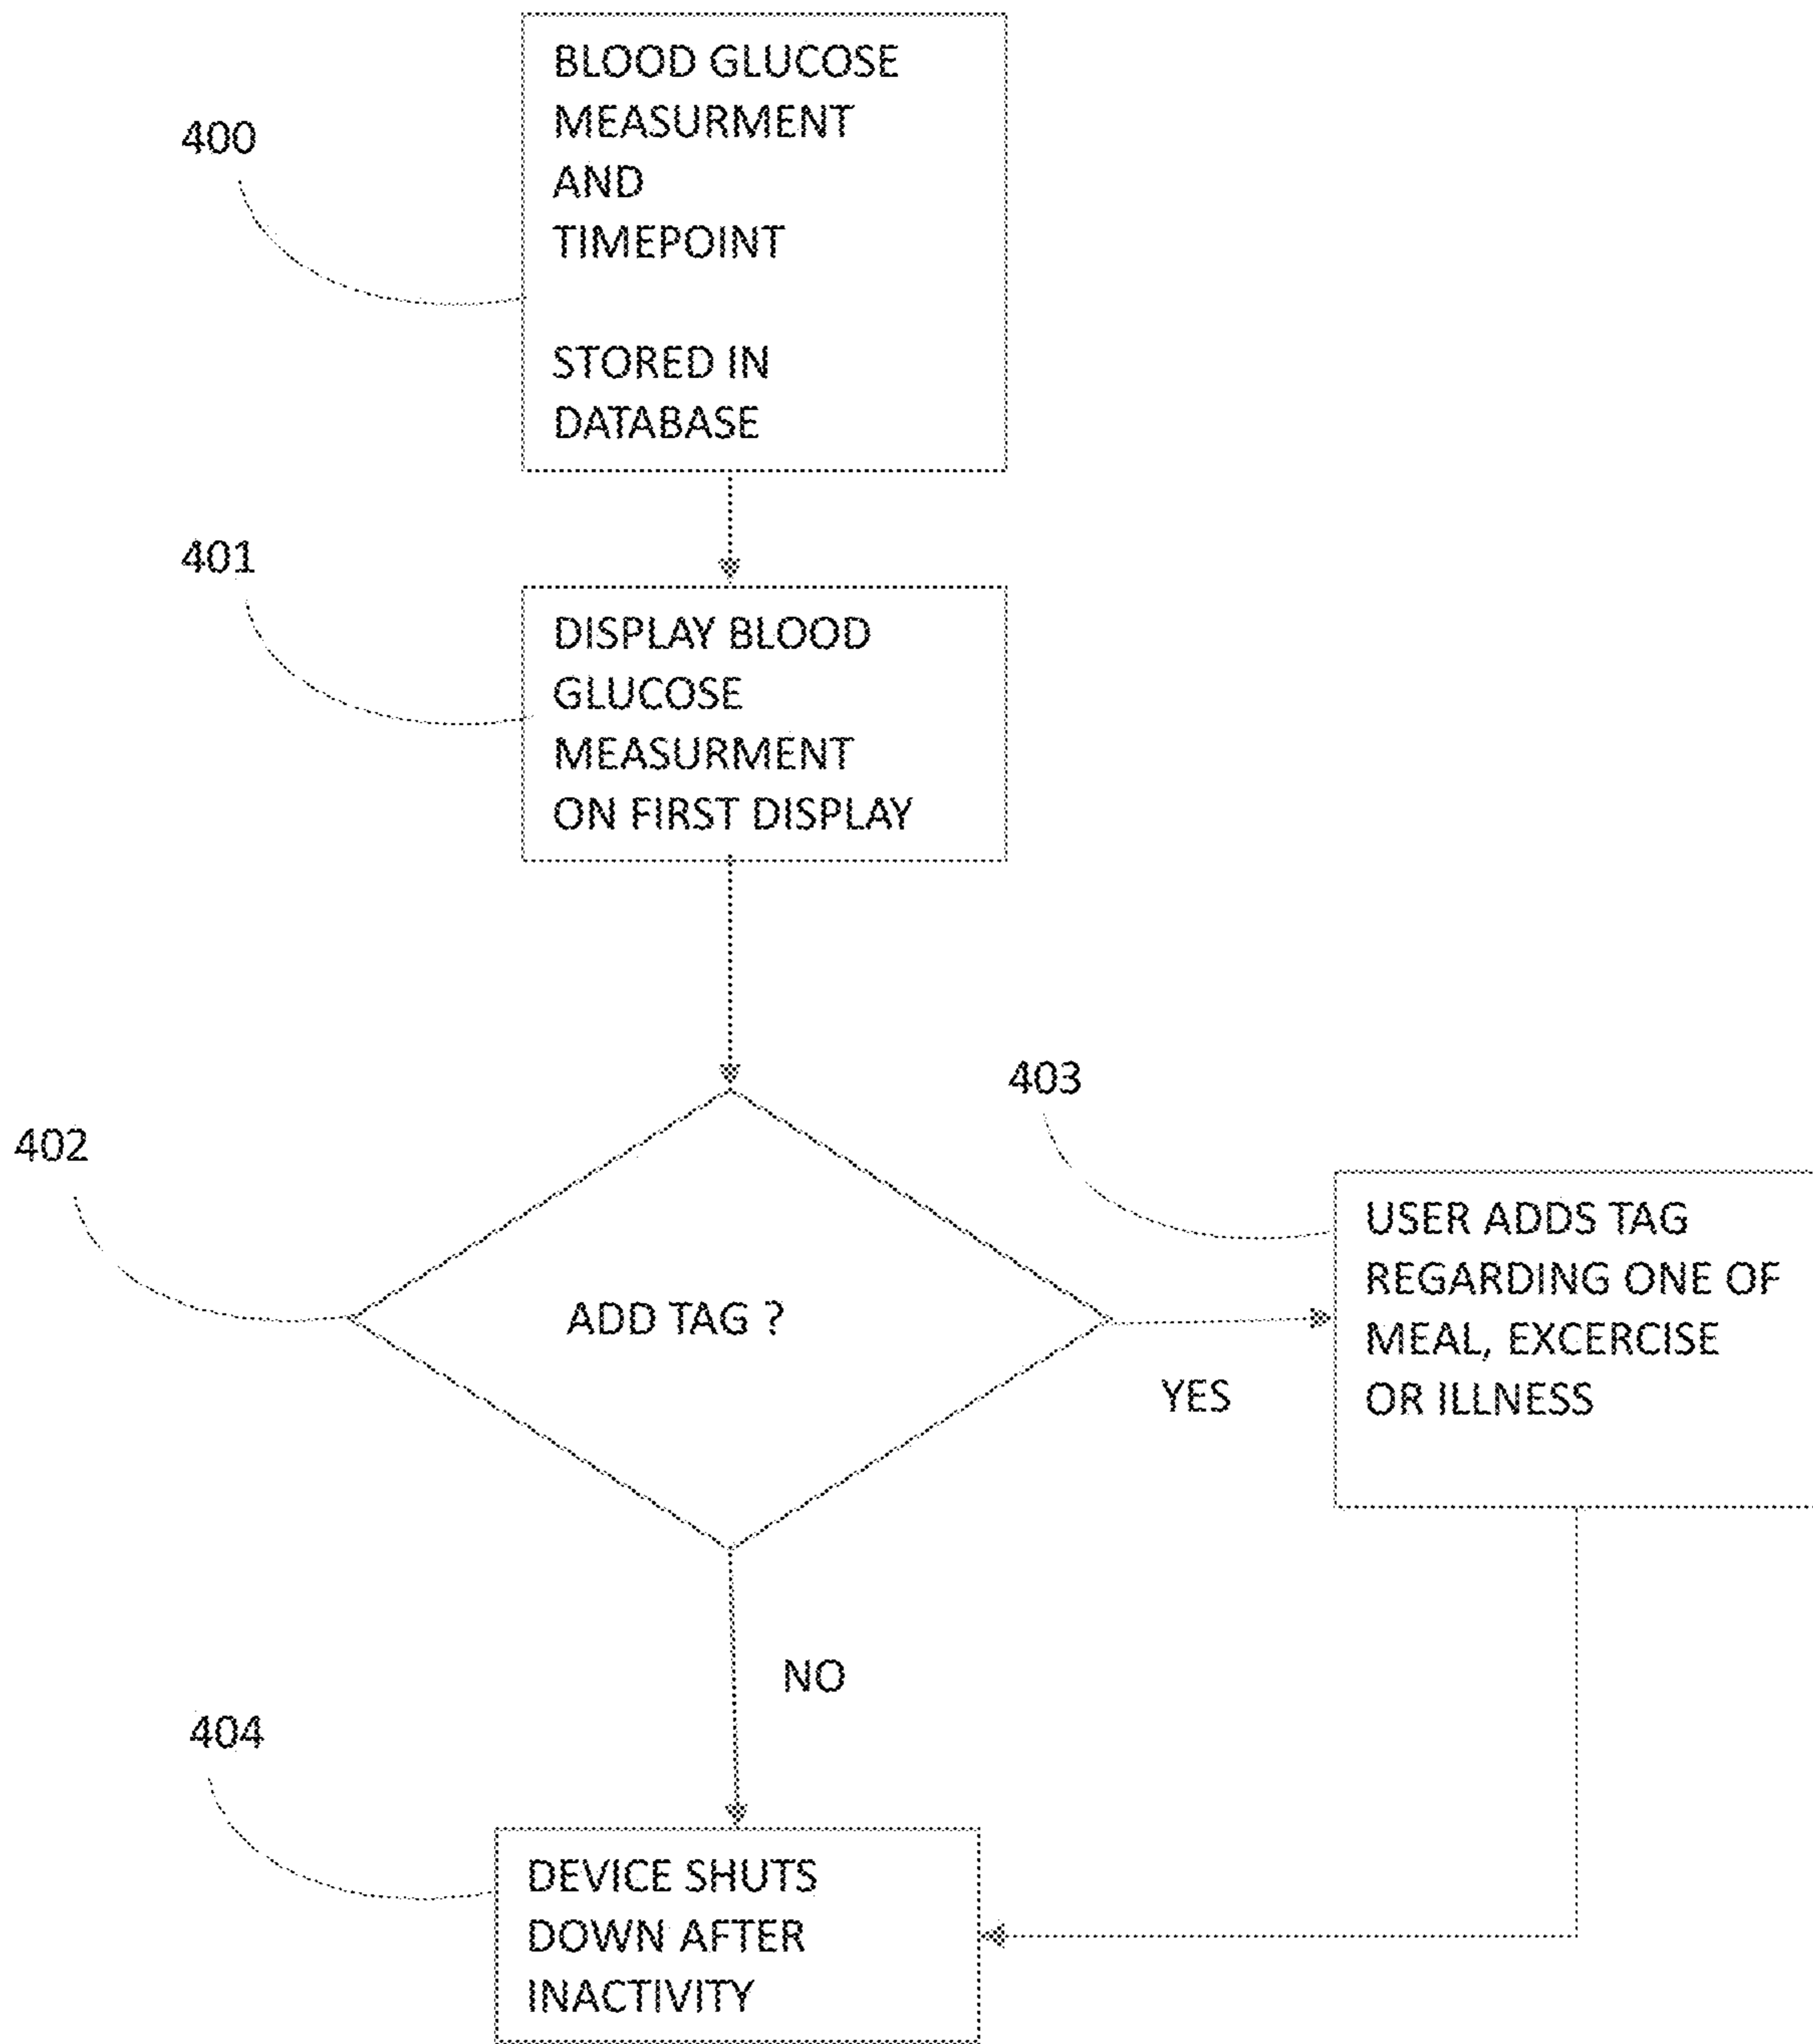 400
BLOOD GLUCOSE
MEASURMENT
AND
TIMEPOINT
STORED IN
DATABASE
401
DISPLAY BLOOD
GLUCOSE
MEASURMENT
ON FIRST DISPLAY
402
ADD TAG ?
YES
403
USER ADDS TAG
REGARDING ONE OF
MEAL, EXCERCISE
OR ILLNESS
NO
404
DEVICE SHUTS
DOWN AFTER
INACTIVITY